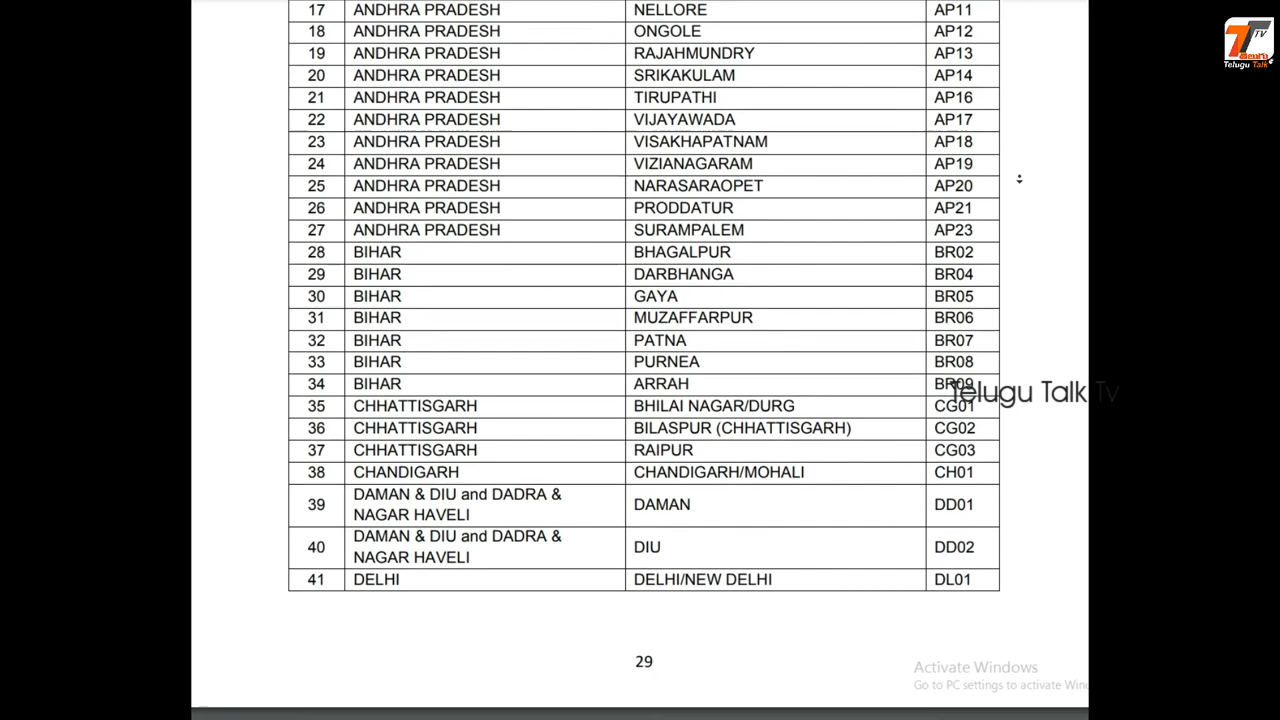 17 ANDHRA PRADESH NELLORE AP11
18 ANDHRA PRADESH ONGOLE AP12
19 ANDHRA PRADESH RAJAHMUNDRY AP13
20 ANDHRA PRADESH SRIKAKULAM AP14
21 ANDHRA PRADESH TIRUPATHI AP16
22 ANDHRA PRADESH VIJAYAWADA AP17
23 ANDHRA PRADESH VISAKHAPATNAM AP18
24 ANDHRA PRADESH VIZIANAGARAM AP19
25 ANDHRA PRADESH NARASARAOPET AP20
26 ANDHRA PRADESH PRODDATUR AP21
27 ANDHRA PRADESH SURAMPALEM AP23
28 BIHAR BHAGALPUR BR02
29 BIHAR DARBHANGA BR04
30 BIHAR GAYA BR05
31 BIHAR MUZAFFARPUR BR06
32 BIHAR PATNA BR07
33 BIHAR PURNEA BR08
34 BIHAR ARRAH BR09
Telugu Talk Tv
35 CHHATTISGARH BHILAI NAGAR/DURG CG01
36 CHHATTISGARH BILASPUR (CHHATTISGARH) CG02
37 CHHATTISGARH RAIPUR CG03
38 CHANDIGARH CHANDIGARH/MOHALI CH01
39 DAMAN & DIU and DADRA &
NAGAR HAVELI DAMAN DD01
40 DAMAN & DIU and DADRA &
NAGAR HAVELI DIU DD02
41 DELHI DELHI/NEW DELHI DL01
29
Activate Windows
Go to PC settings to activate Win
TV
తెలుగు
Telugu Talk